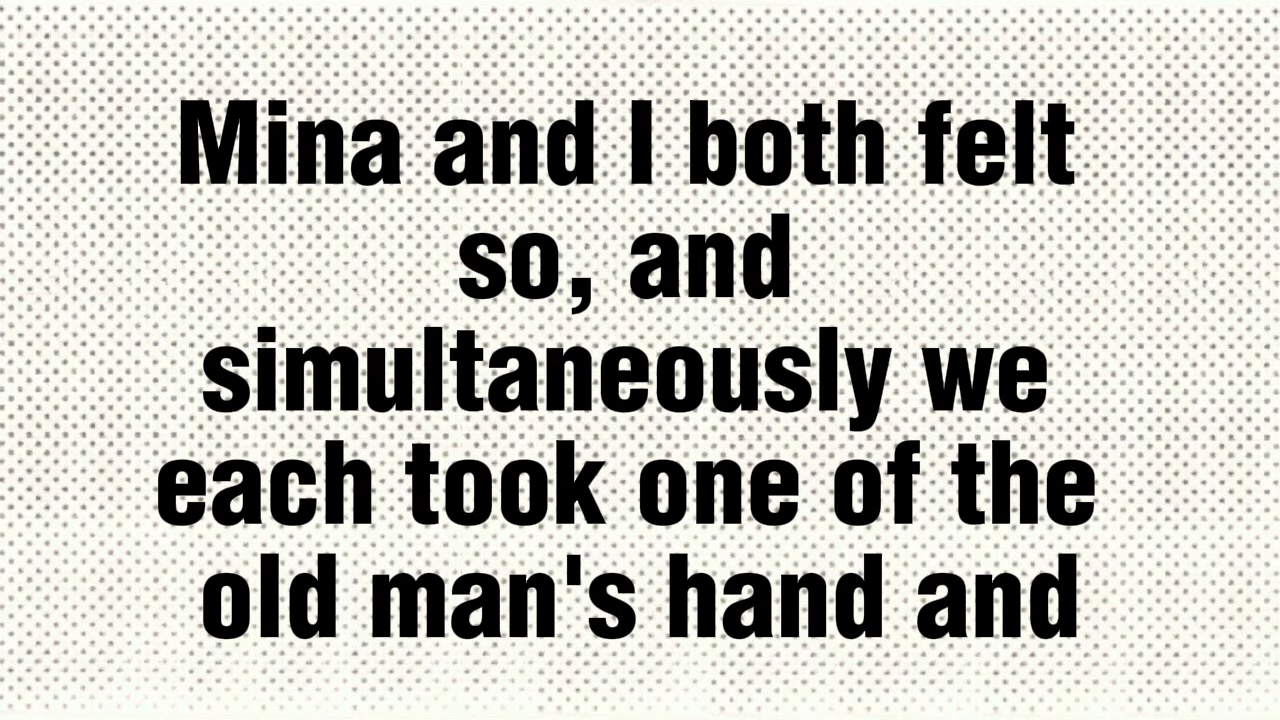 Mina and I both felt
so, and
simultaneously we
each took one of the
old man's hand and